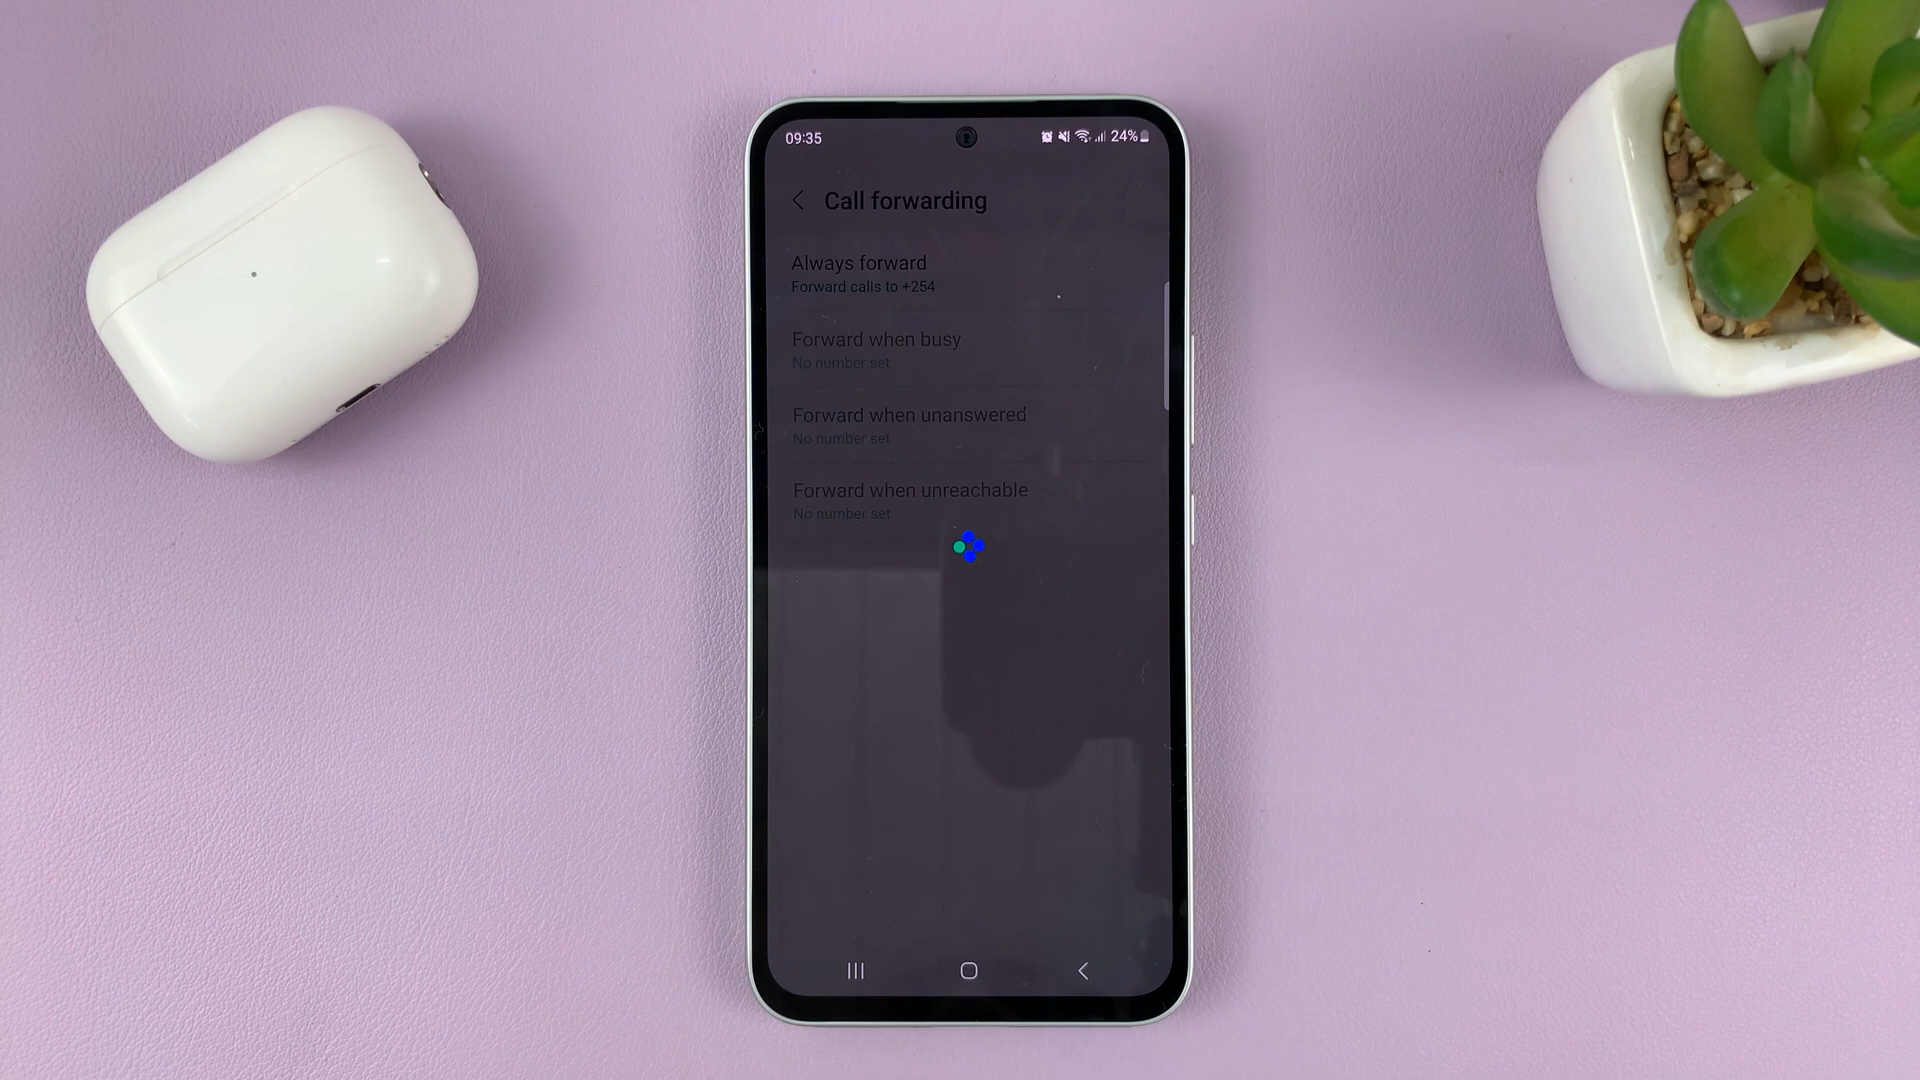 09:35
24%
Call forwarding
Always forward
Forward calls to +254
Forward when busy
No number set
Forward when unanswered
No number set
Forward when unreachable
No number set